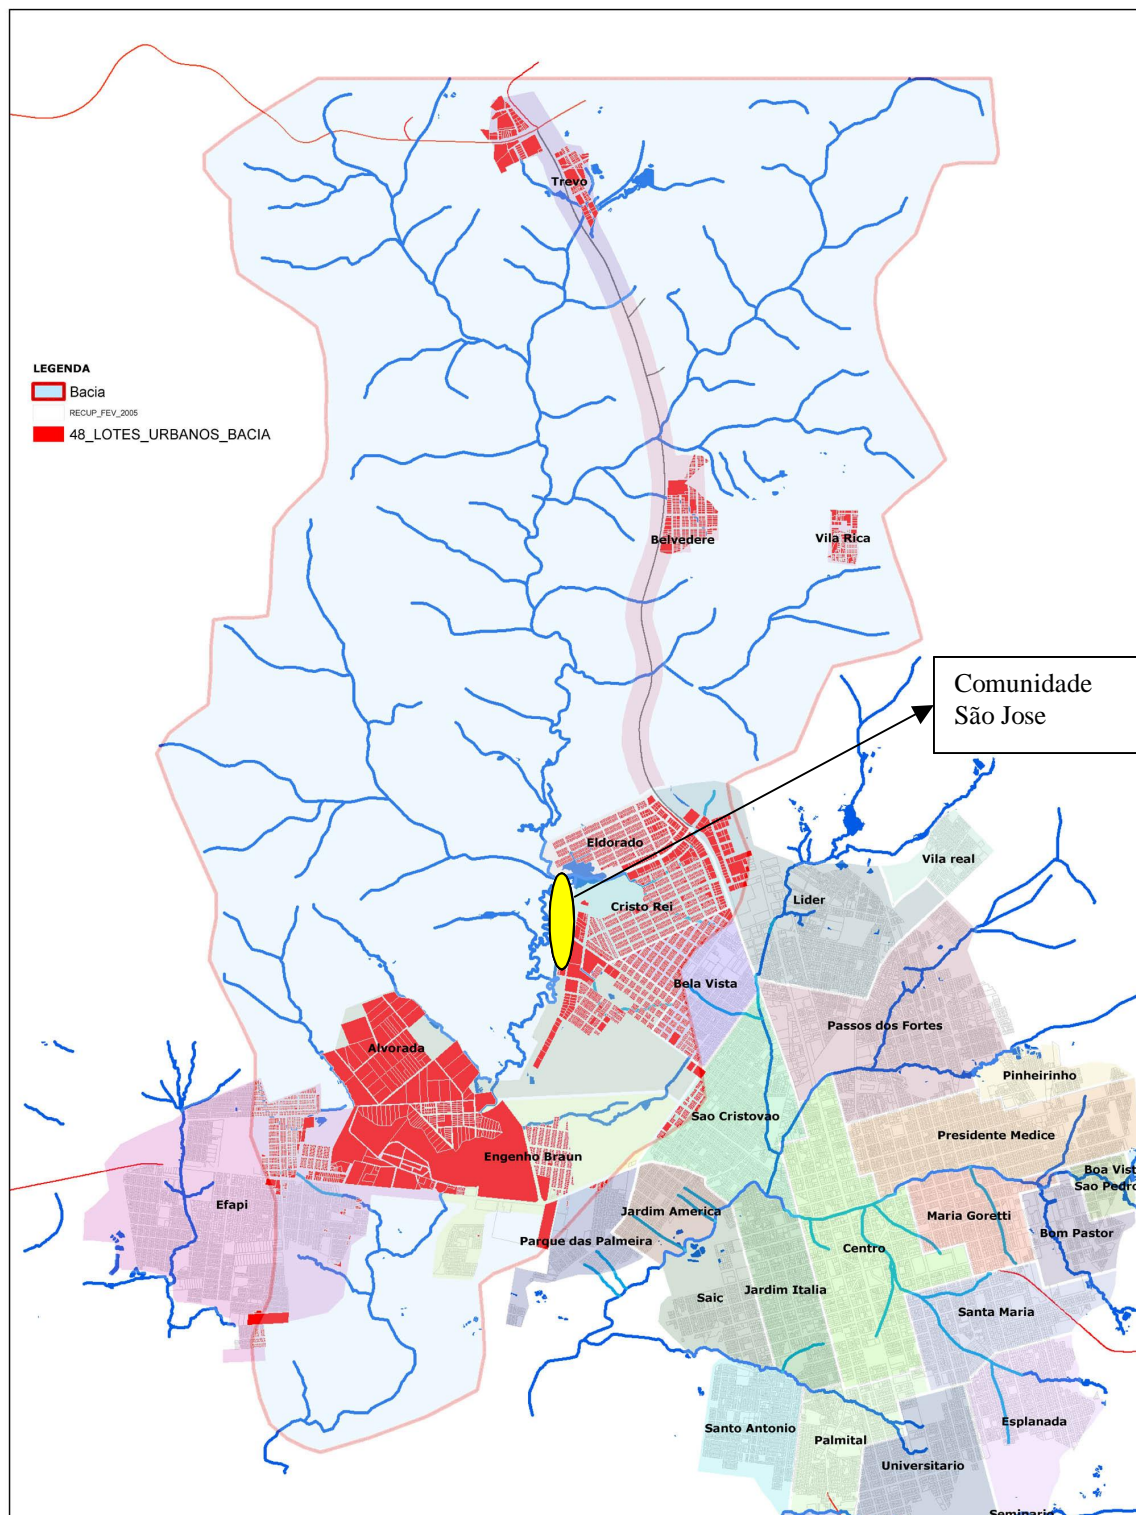 Trevo
LEGENDA
Bacia
RECUP_FEV_2005
48_LOTES_URBANOS_BACIA
Belvedere
Vila Rica
Comunidade
São Jose
Eldorado
Vila real
Lider
Cristo Rei
Bela Vista
Passos dos Fortes
Alvorada
Pinheirinho
Sao Cristovao
Presidente Medice
Engenho Braun
Boa Vist
Sao Pedro
Efapi
Jardim America
Maria Goretti
Bom Pastor
Parque das Palmeira
Centro
Saic
Jardim Italia
Santa Maria
Santo Antonio
Esplanada
Palmital
Universitario
Seminario